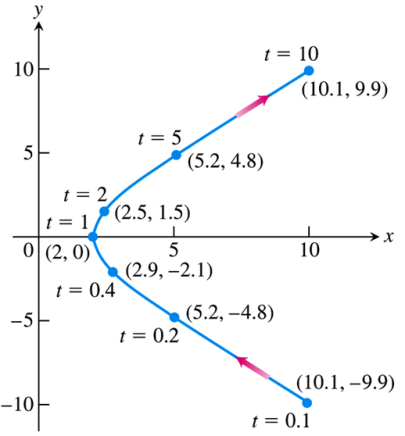 y
t = 10
10
(10.1, 9.9)
t = 5
5
(5.2, 4.8)
t = 2
(2.5, 1.5)
t = 1
0
(2, 0)
5
10
x
(2.9, −2.1)
t = 0.4
−5
(5.2, −4.8)
t = 0.2
(10.1, −9.9)
−10
t = 0.1